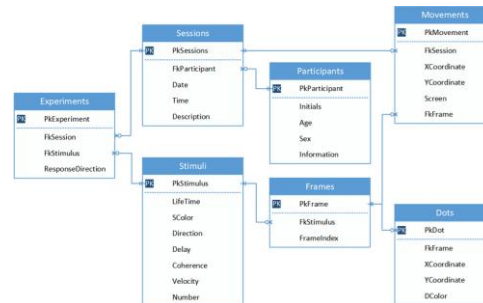 Experiments
PK PkExperiment
FkSession
FkStimulus
ResponseDirection
Sessions
PK PkSessions
FkParticipant
Date
Time
Description
Stimuli
PK PkStimulus
LifeTime
SColor
Direction
Delay
Coherence
Velocity
Number
Participants
PK PkParticipant
Initials
Age
Sex
Information
Frames
PK PkFrame
FkStimulus
FrameIndex
Movements
PK PkMovement
FkSession
XCoordinate
YCoordinate
Screen
FkFrame
Dots
PK PkDot
FkFrame
XCoordinate
YCoordinate
DColor